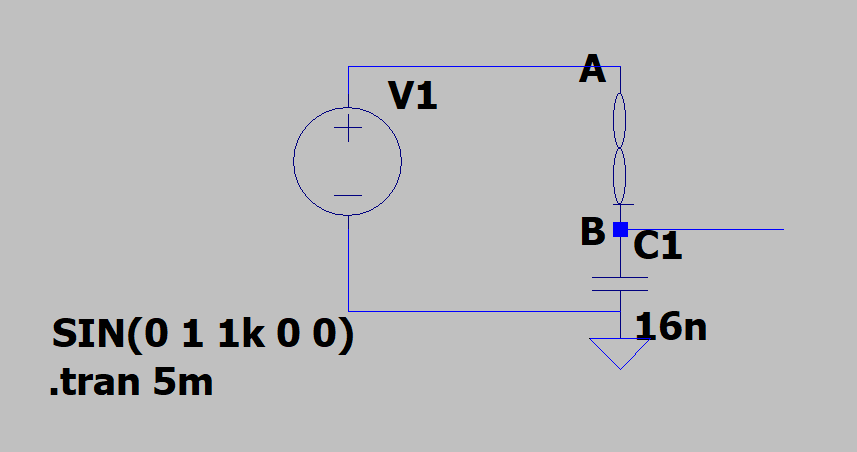 A
V1
B
C1
16n
SIN(0 1 1k 0 0)
.tran 5m